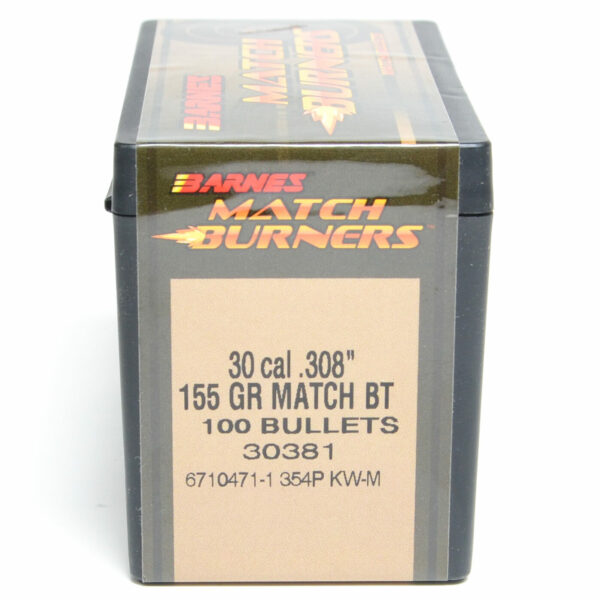 BARNES
MATCH
BURNERS
BARNES
MATCH
BURNERS™
30 cal .308"
155 GR MATCH BT
100 BULLETS
30381
6710471-1 354P KW-M